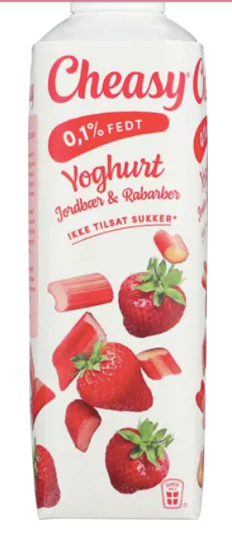 Cheasy®
0,1% FEDT
Yoghurt
Jordbær & Rabarber
IKKE TILSAT SUKKER*